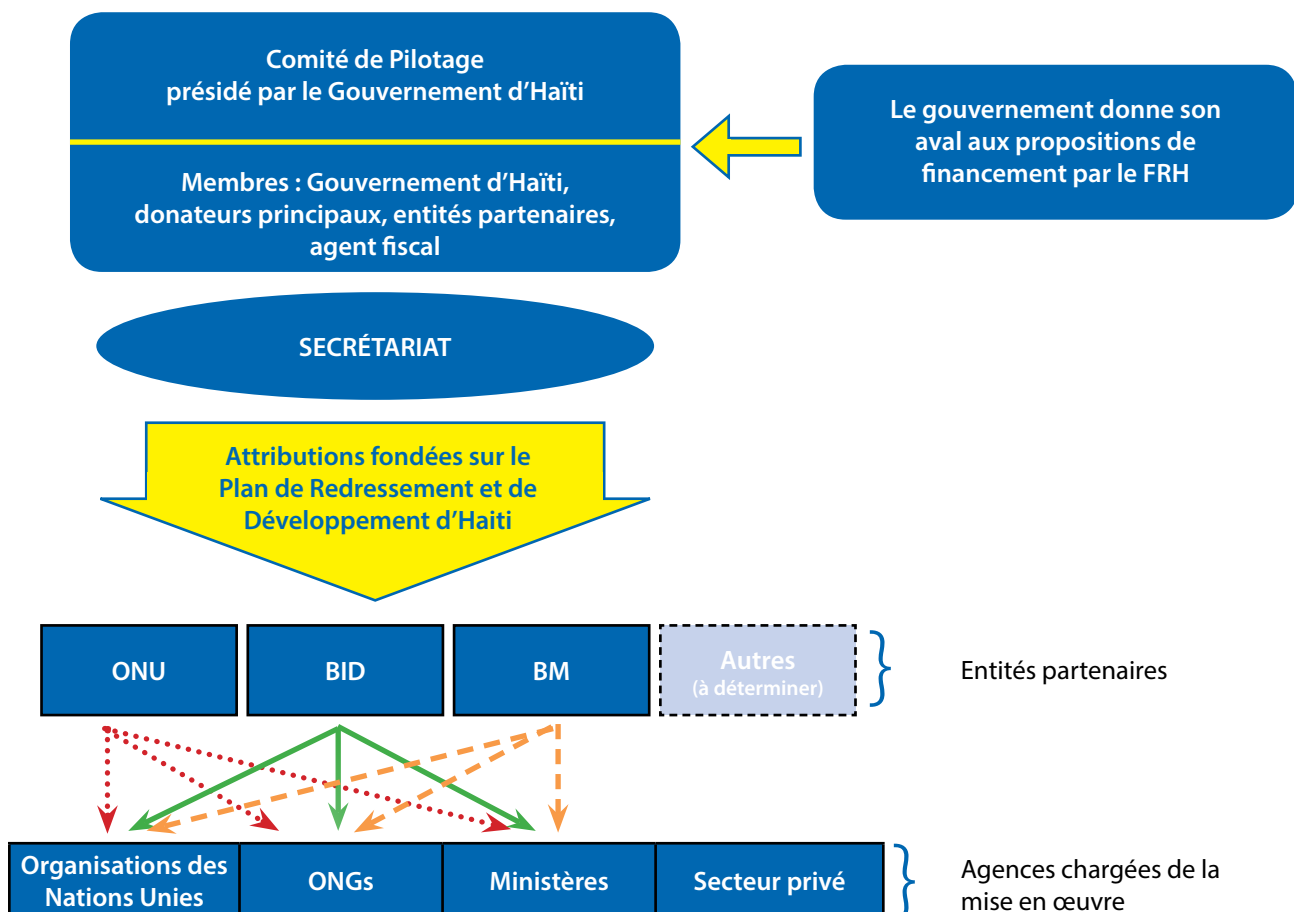 Comité de Pilotage
présidé par le Gouvernement d’Haïti
Membres : Gouvernement d’Haïti,
donateurs principaux, entités partenaires,
agent fiscal
Le gouvernement donne son
aval aux propositions de
financement par le FRH
SECRÉTARIAT
Attributions fondées sur le
Plan de Redressement et de
Développement d’Haiti
ONU
BID
BM
Autres
(à déterminer)
Entités partenaires
Organisations des
Nations Unies
ONGs
Ministères
Secteur privé
Agences chargées de la
mise en œuvre